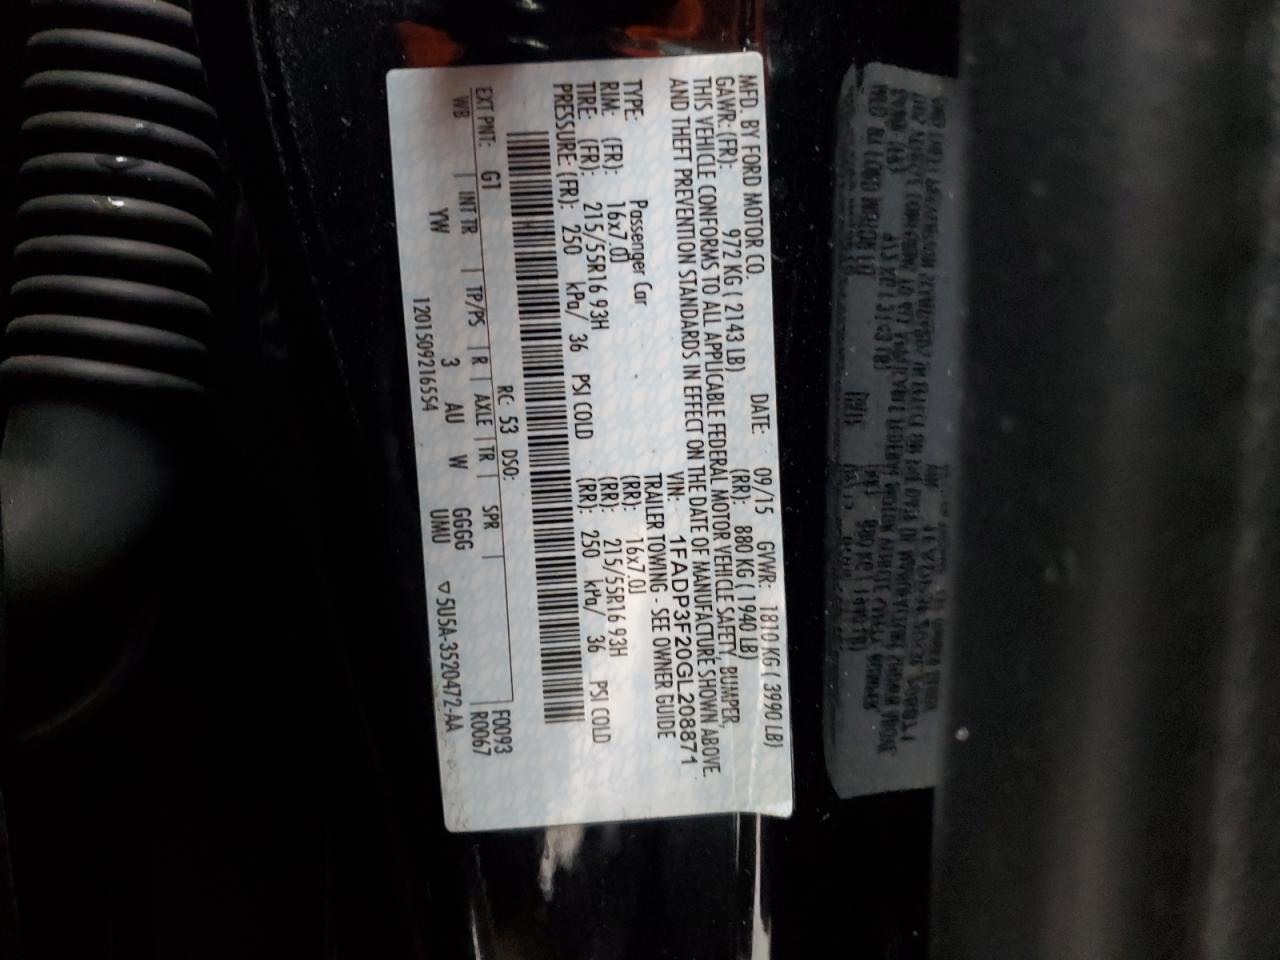 MFD. BY FORD MOTOR CO. DATE: 09/15 GVWR: 1810 KG ( 3990 LB)
GAWR: (FR): 972 KG ( 2143 LB) (RR): 880 KG ( 1940 LB)
THIS VEHICLE CONFORMS TO ALL APPLICABLE FEDERAL MOTOR VEHICLE SAFETY, BUMPER,
AND THEFT PREVENTION STANDARDS IN EFFECT ON THE DATE OF MANUFACTURE SHOWN ABOVE.
VIN: 1FADP3F20GL208871
TYPE: Passenger Car TRAILER TOWING - SEE OWNER GUIDE
RIM: (FR): 16x7.0J (RR): 16x7.0J
TIRE: (FR): 215/55R16 93H (RR): 215/55R16 93H
PRESSURE: (FR): 250 kPa/ 36 PSI COLD (RR): 250 kPa/ 36 PSI COLD
EXT PNT: G1 RC: 53 DSO: F0093
WB INT TR TP/PS R AXLE TR SPR R0067
YW 3 AU W GGGG
1201509216554 UMU ▽5U5A-3520472-AA